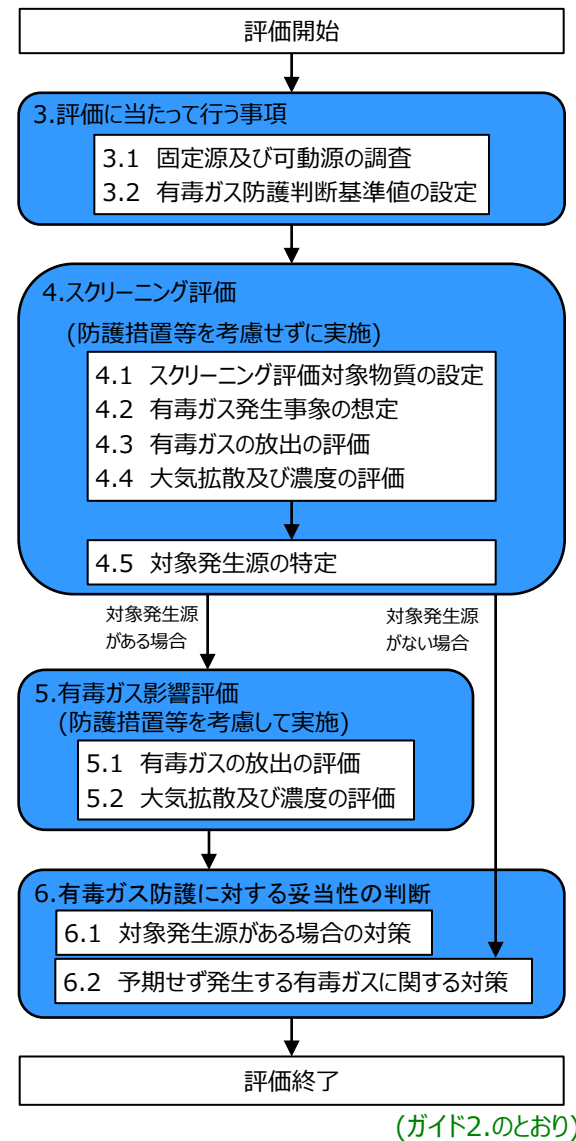 評価開始
3.評価に当たって行う事項
3.1 固定源及び可動源の調査
3.2 有毒ガス防護判断基準値の設定
4.スクリーニング評価
(防護措置等を考慮せずに実施)
4.1 スクリーニング評価対象物質の設定
4.2 有毒ガス発生事象の想定
4.3 有毒ガスの放出の評価
4.4 大気拡散及び濃度の評価
4.5 対象発生源の特定
対象発生源
がある場合
対象発生源
がない場合
5.有毒ガス影響評価
(防護措置等を考慮して実施)
5.1 有毒ガスの放出の評価
5.2 大気拡散及び濃度の評価
6.有毒ガス防護に対する妥当性の判断
6.1 対象発生源がある場合の対策
6.2 予期せず発生する有毒ガスに関する対策
評価終了
(ガイド2.のとおり)